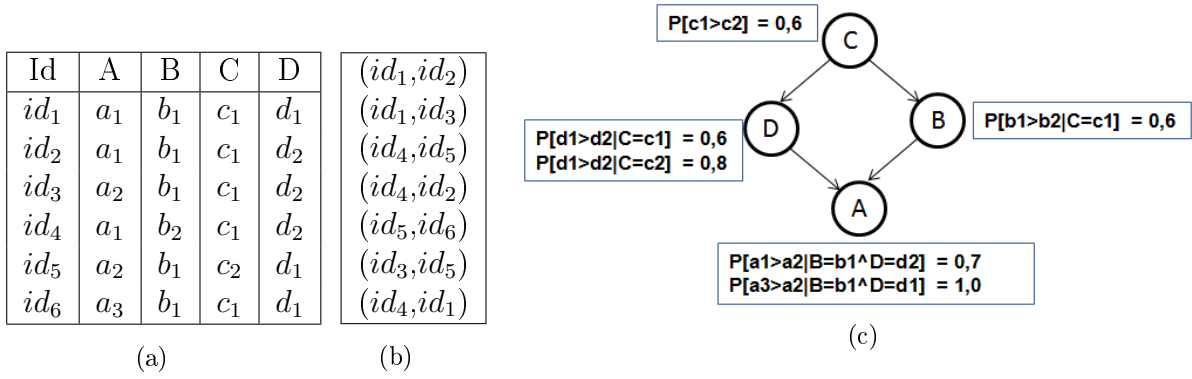 Id A B C D
id₁ a₁ b₁ c₁ d₁
id₂ a₁ b₁ c₁ d₂
id₃ a₂ b₁ c₁ d₂
id₄ a₁ b₂ c₁ d₂
id₅ a₂ b₁ c₂ d₁
id₆ a₃ b₁ c₁ d₁
(a)
(id₁,id₂)
(id₁,id₃)
(id₄,id₅)
(id₄,id₂)
(id₅,id₆)
(id₃,id₅)
(id₄,id₁)
(b)
P[c1>c2] = 0,6
C
P[d1>d2|C=c1] = 0,6
P[d1>d2|C=c2] = 0,8
D
B
P[b1>b2|C=c1] = 0,6
A
P[a1>a2|B=b1^D=d2] = 0,7
P[a3>a2|B=b1^D=d1] = 1,0
(c)